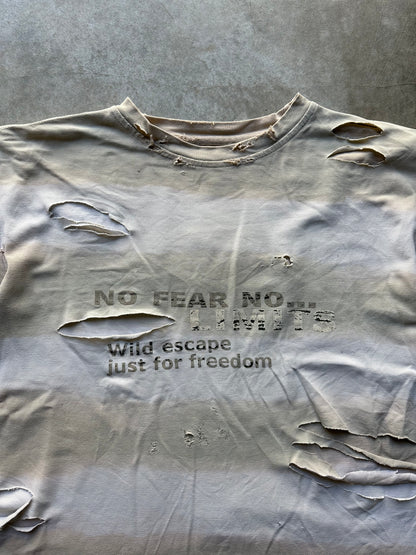 NO FEAR NO...
LIMITS
Wild escape
just for freedom